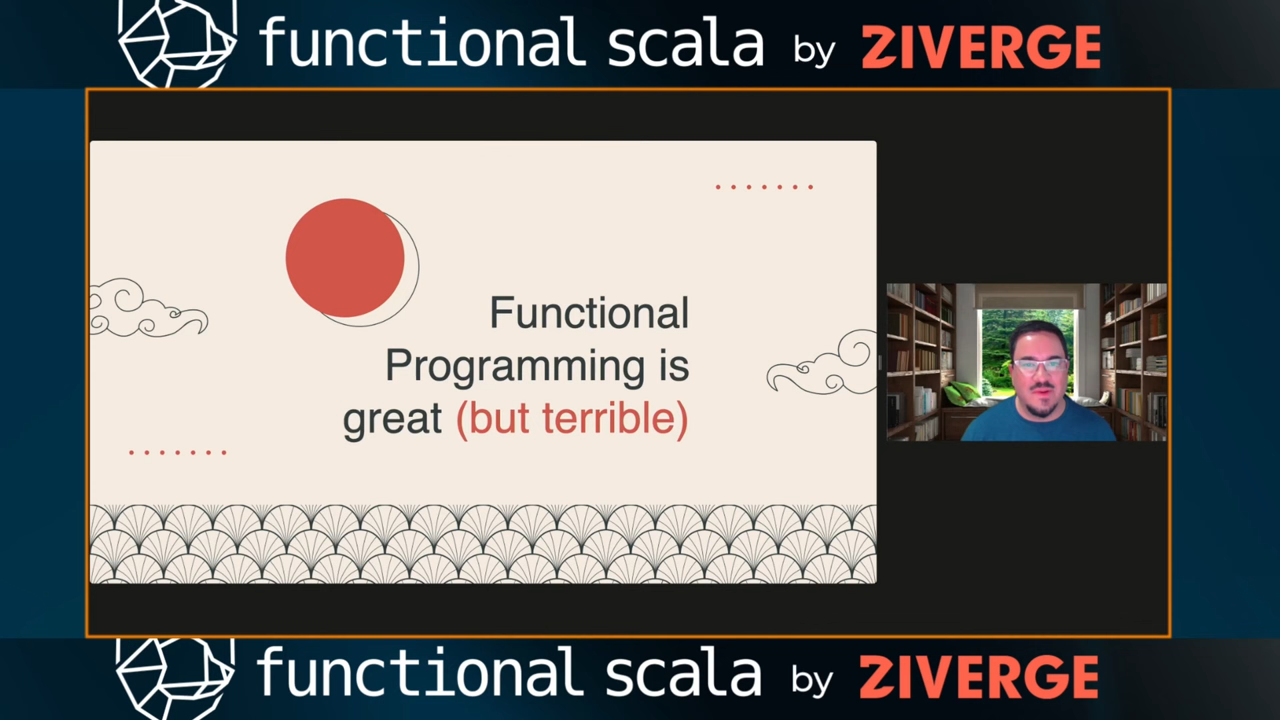 functional scala by ZIVERGE
Functional
Programming is
great (but terrible)
functional scala by ZIVERGE